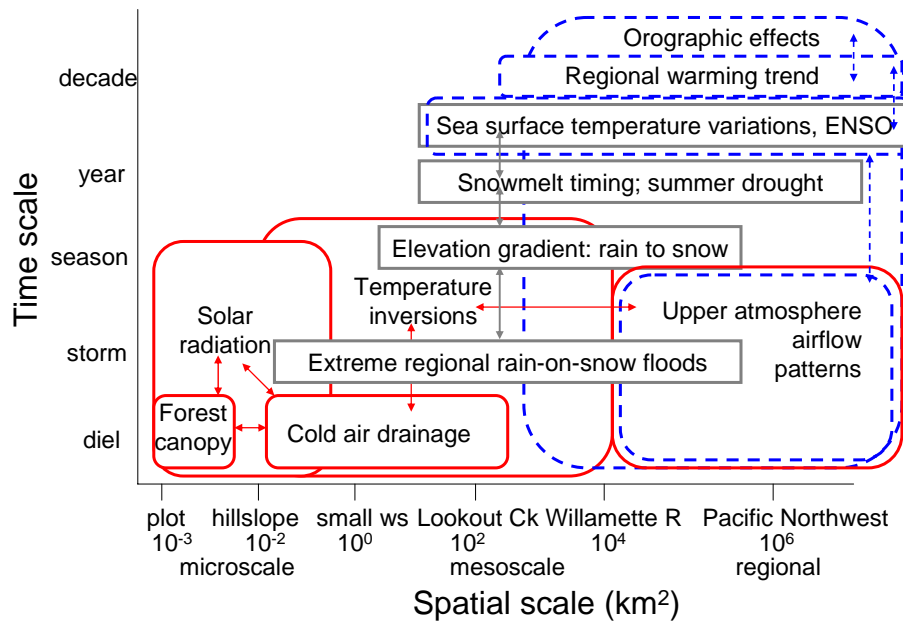 Orographic effects
decade
Regional warming trend
Sea surface temperature variations, ENSO
year
Snowmelt timing; summer drought
season
Elevation gradient: rain to snow
Time scale
Temperature
inversions
Upper atmosphere
airflow
patterns
Solar
radiation
storm
Extreme regional rain-on-snow floods
Forest
canopy
Cold air drainage
diel
plot hillslope small ws Lookout Ck Willamette R Pacific Northwest
10⁻³ 10⁻² 10⁰ 10² 10⁴ 10⁶
microscale mesoscale regional
Spatial scale (km²)